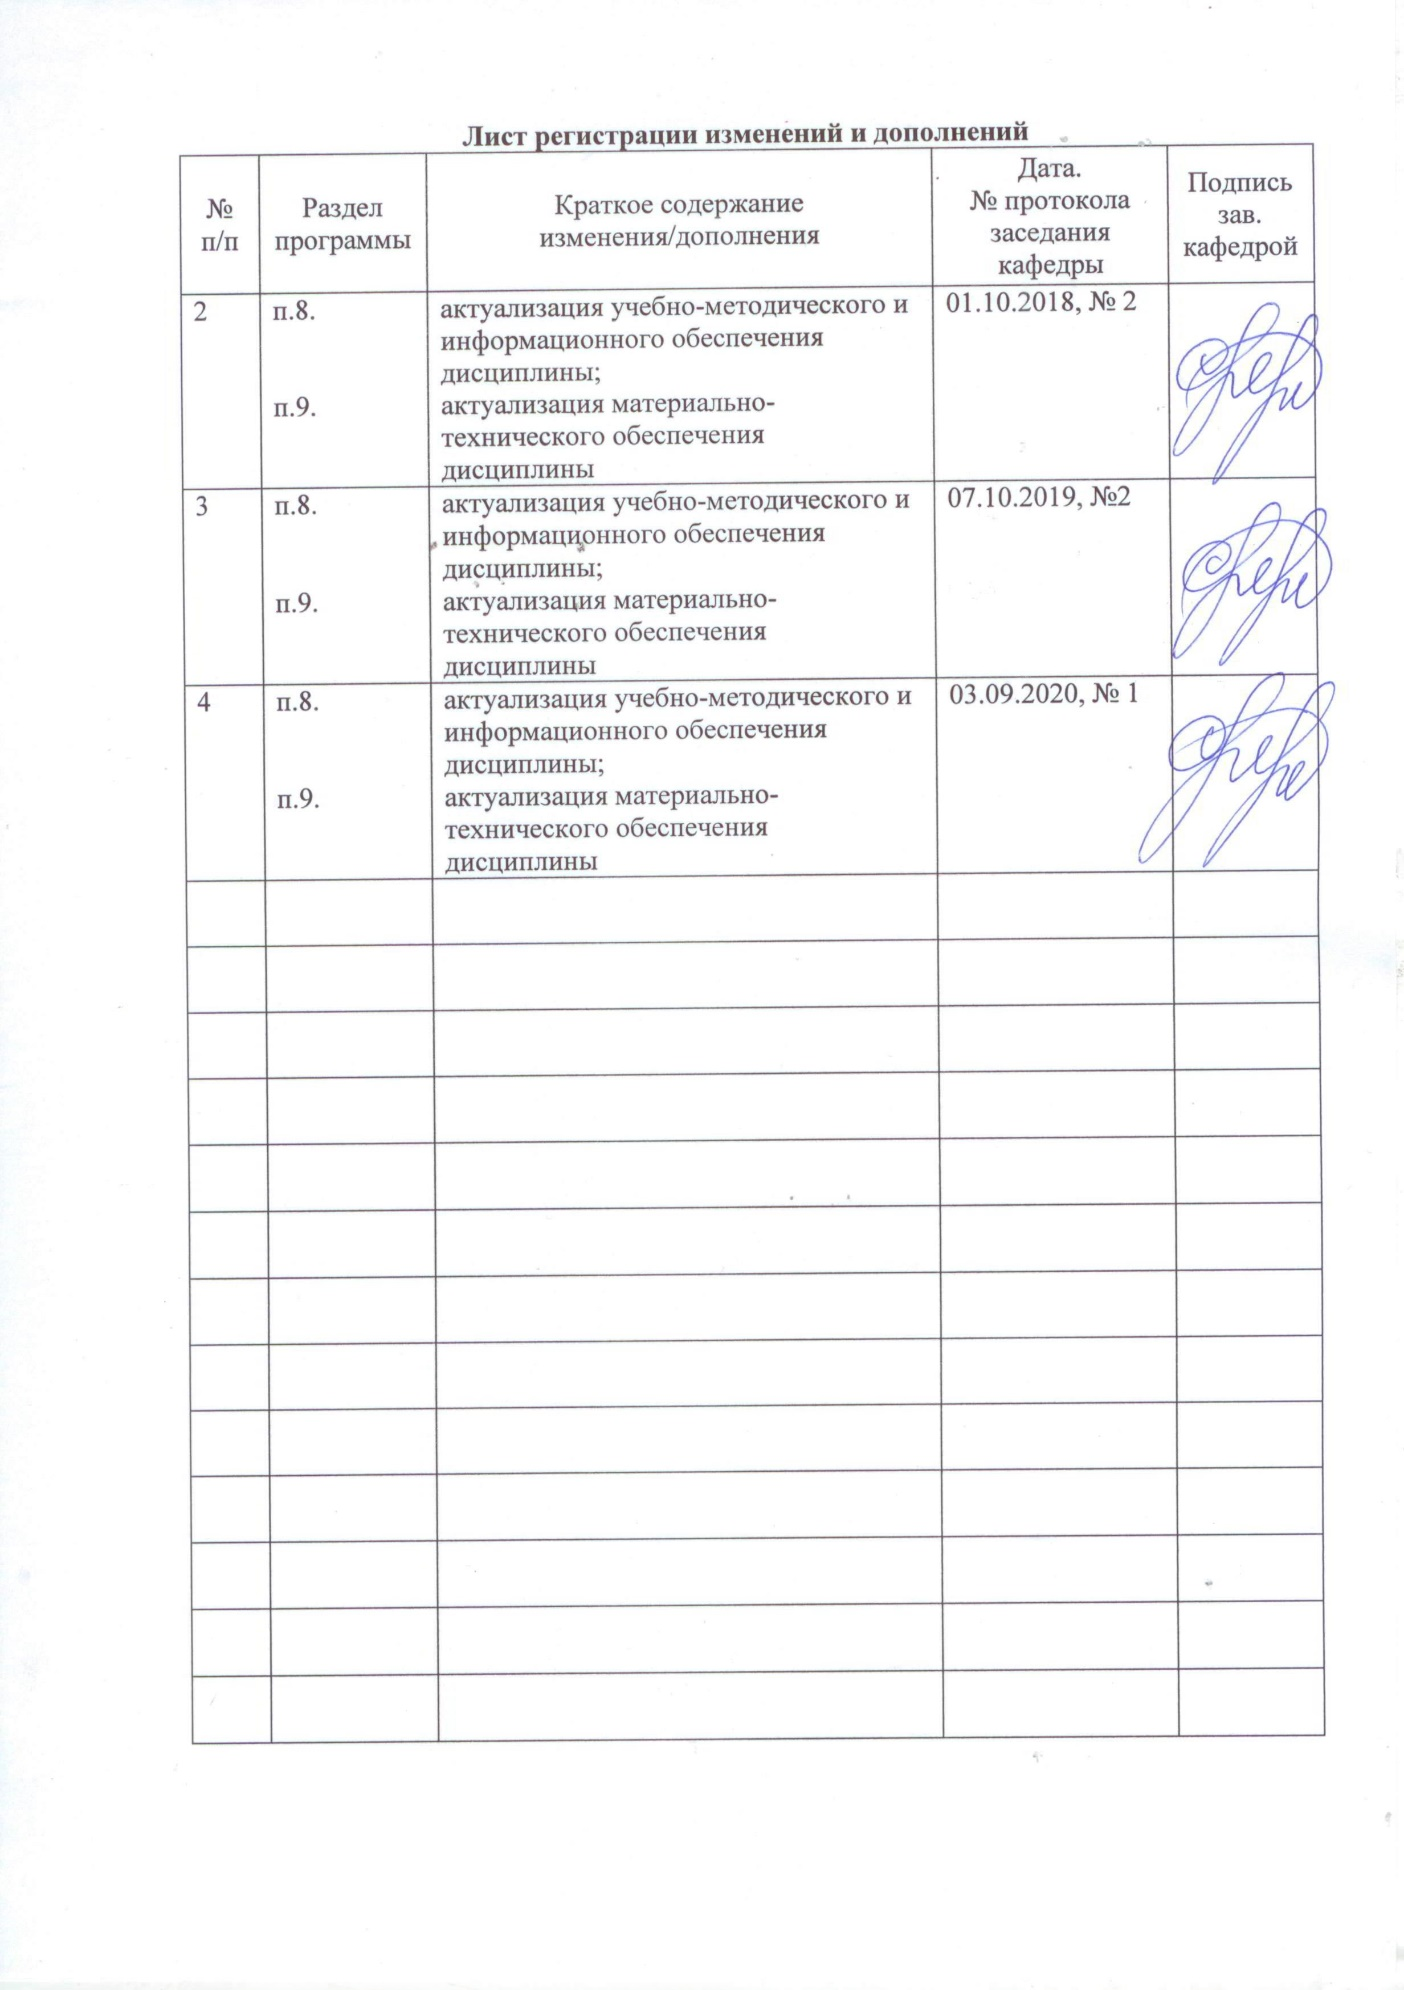 Лист регистрации изменений и дополнений
№
п/п
Раздел
программы
Краткое содержание
изменения/дополнения
Дата.
№ протокола
заседания
кафедры
Подпись
зав.
кафедрой
2
п.8.
актуализация учебно-методического и
информационного обеспечения
дисциплины;
п.9.
актуализация материально-
технического обеспечения
дисциплины
01.10.2018, № 2
3
п.8.
актуализация учебно-методического и
информационного обеспечения
дисциплины;
п.9.
актуализация материально-
технического обеспечения
дисциплины
07.10.2019, №2
4
п.8.
актуализация учебно-методического и
информационного обеспечения
дисциплины;
п.9.
актуализация материально-
технического обеспечения
дисциплины
03.09.2020, № 1